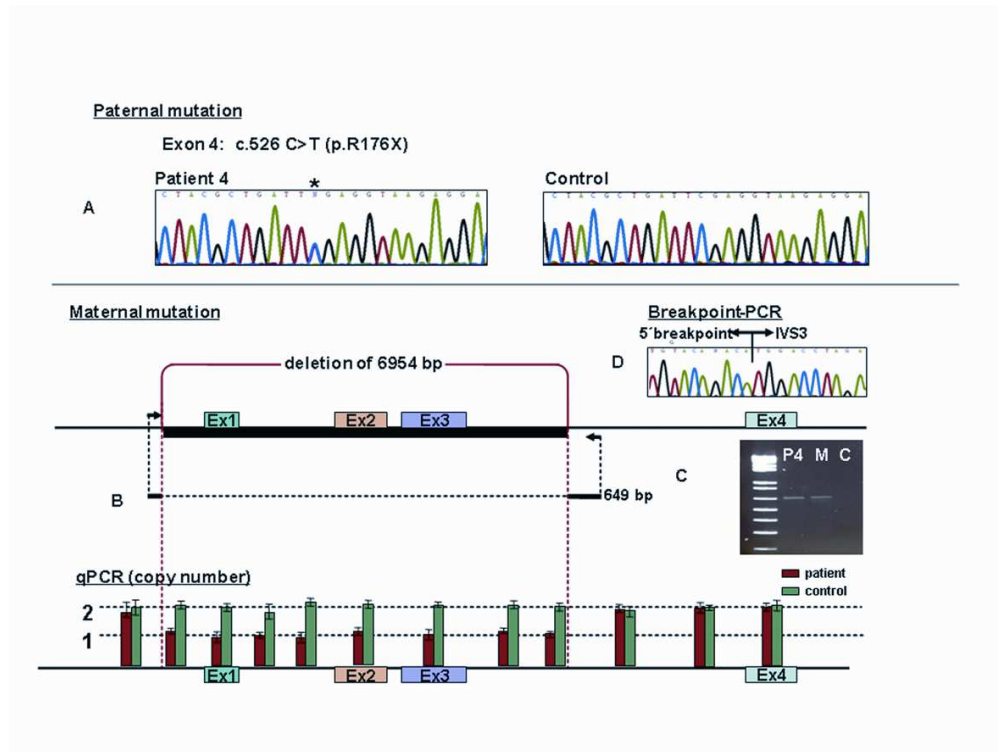 Paternal mutation
Exon 4: c.526 C>T (p.R176X)
Patient 4
*
Control
A
C T A C G C T G A T T N G A G G T A A G A G G A
C T A C G C T G A T T C G A G G T A A G A G G A
Maternal mutation
Breakpoint-PCR
5´breakpoint
IVS3
D
deletion of 6954 bp
Ex1
Ex2
Ex3
Ex4
P4 M C
C
B
649 bp
qPCR (copy number)
patient
control
2
1
Ex1
Ex2
Ex3
Ex4